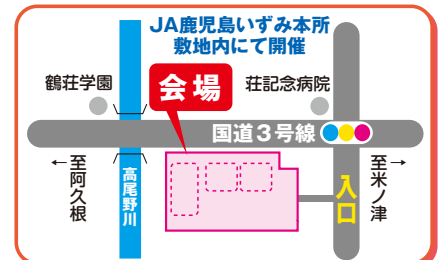 JA鹿児島いずみ本所
敷地内にて開催
鶴荘学園
会場
荘記念病院
国道3号線
←至阿久根
高尾野川
入口
至米ノ津→